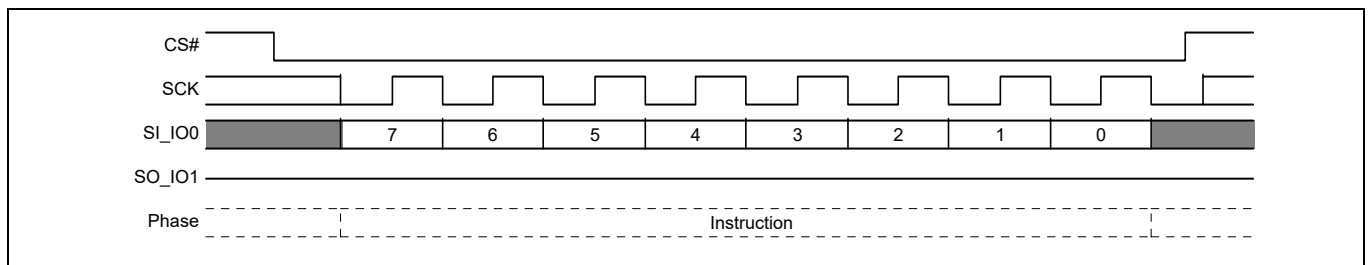 CS#
SCK
SI_IO0 7 6 5 4 3 2 1 0
SO_IO1
Phase Instruction